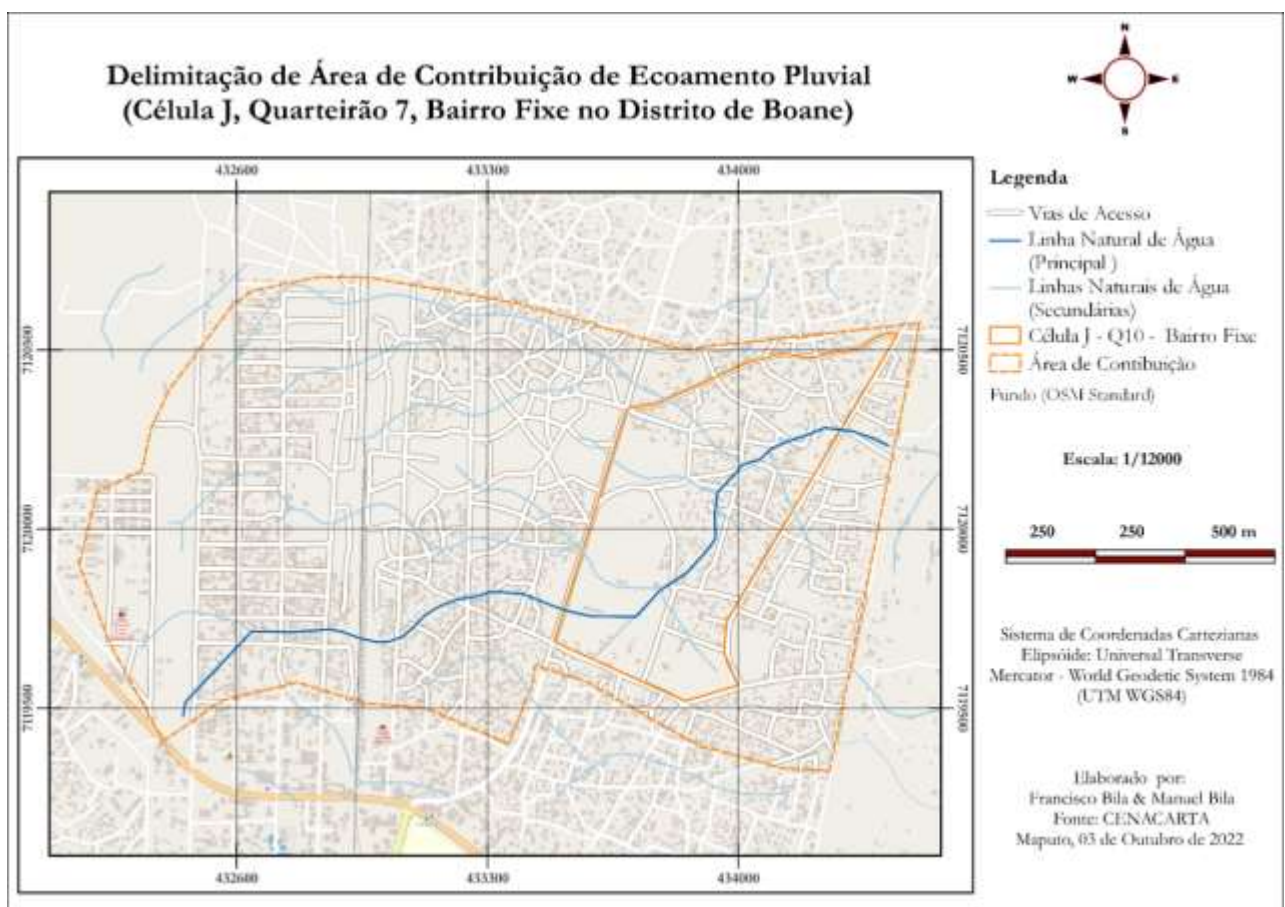 Delimitação de Área de Contribuição de Ecoamento Pluvial
(Célula J, Quarteirão 7, Bairro Fixe no Distrito de Boane)
N
W
E
S
432600
433300
434000
7120500
7120500
7120000
7120000
7119500
7119500
432600
433300
434000
Legenda
Vias de Acesso
Linha Natural de Água
(Principal )
Linhas Naturais de Água
(Secundárias)
Célula J - Q10 - Bairro Fixe
Área de Contibuição
Fundo (OSM Standard)
Escala: 1/12000
250
250
500 m
Sistema de Coordenadas Cartezianas
Elipsóide: Universal Transverse
Mercator - World Geodetic System 1984
(UTM WGS84)
Elaborado por:
Francisco Bila & Manuel Bila
Fonte: CENACARTA
Maputo, 03 de Outubro de 2022